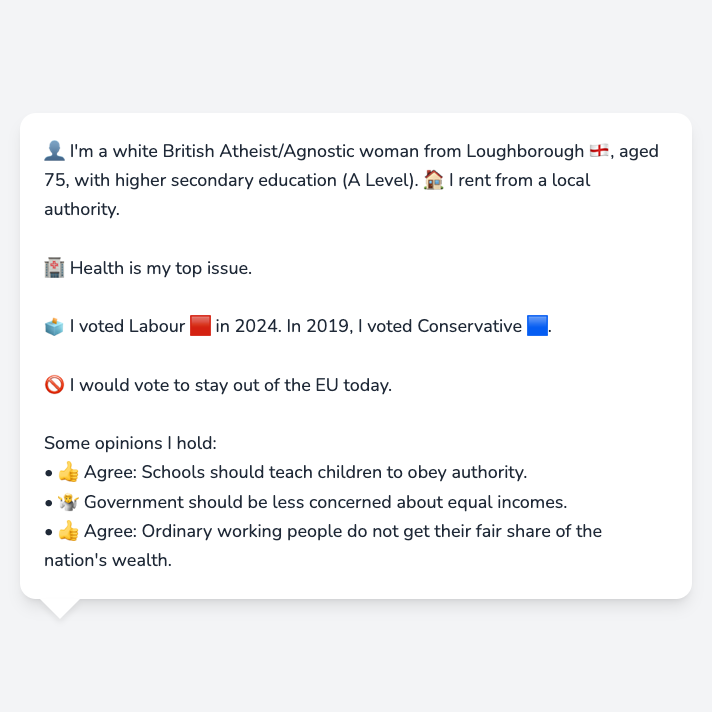 👤 I'm a white British Atheist/Agnostic woman from Loughborough 🏴󠁧󠁢󠁥󠁮󠁧󠁿, aged
75, with higher secondary education (A Level). 🏠 I rent from a local
authority.
🏥 Health is my top issue.
🗳️ I voted Labour 🟥 in 2024. In 2019, I voted Conservative 🟦.
🚫 I would vote to stay out of the EU today.
Some opinions I hold:
• 👍 Agree: Schools should teach children to obey authority.
• 🤷 Government should be less concerned about equal incomes.
• 👍 Agree: Ordinary working people do not get their fair share of the
nation's wealth.